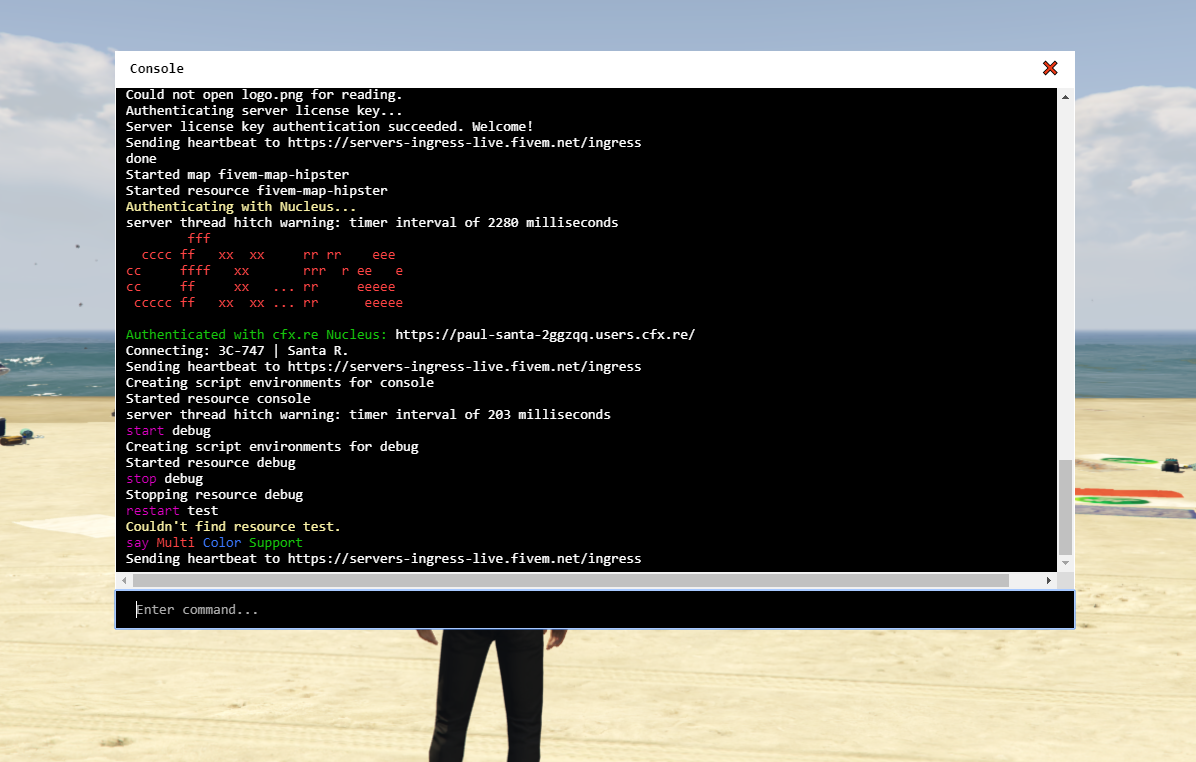 Console
Could not open logo.png for reading.
Authenticating server license key...
Server license key authentication succeeded. Welcome!
Sending heartbeat to https://servers-ingress-live.fivem.net/ingress
done
Started map fivem-map-hipster
Started resource fivem-map-hipster
Authenticating with Nucleus...
server thread hitch warning: timer interval of 2280 milliseconds
        fff
  cccc ff   xx  xx     rr rr    eee
cc     ffff   xx       rrr  r ee   e
cc     ff     xx   ... rr     eeeee
 ccccc ff   xx  xx ... rr      eeeee
Authenticated with cfx.re Nucleus: https://paul-santa-2ggzqq.users.cfx.re/
Connecting: 3C-747 | Santa R.
Sending heartbeat to https://servers-ingress-live.fivem.net/ingress
Creating script environments for console
Started resource console
server thread hitch warning: timer interval of 203 milliseconds
start debug
Creating script environments for debug
Started resource debug
stop debug
Stopping resource debug
restart test
Couldn't find resource test.
say Multi Color Support
Sending heartbeat to https://servers-ingress-live.fivem.net/ingress
Enter command...